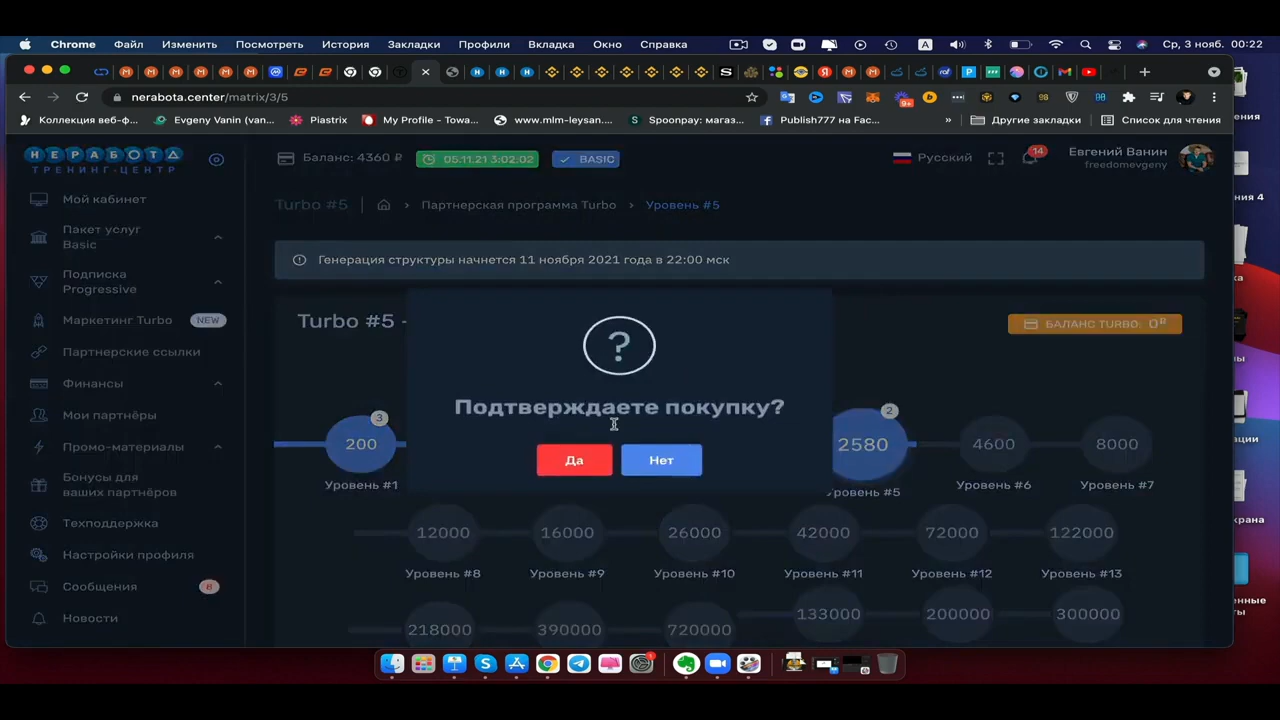 Chrome Файл Изменить Посмотреть История Закладки Профили Вкладка Окно Справка A Ср, 3 нояб. 00:22
nerabota.center/matrix/3/5
Коллекция веб-ф... Evgeny Vanin (van... Piastrix My Profile - Towa... www.mlm-leysan.... Spoonpay: магаз... Publish777 на Fac... » Другие закладки Список для чтения
НЕРАБОТА
ТРЕНИНГ-ЦЕНТР
Баланс: 4360 ₽ 05.11.21 3:02:02 BASIC Русский 14 Евгений Ванин
freedomevgeny
Turbo #5 Партнерская программа Turbo Уровень #5
Мой кабинет
Пакет услуг
Basic
Подписка
Progressive
Маркетинг Turbo NEW
Партнерские ссылки
Финансы
Мои партнёры
Промо-материалы
Бонусы для
ваших партнёров
Техподдержка
Настройки профиля
Сообщения 8
Новости
Генерация структуры начнется 11 ноября 2021 года в 22:00 мск
Turbo #5 - БАЛАНС TURBO: 0₽
?
Подтверждаете покупку?
Да Нет
3 2
200 2580 4600 8000
Уровень #1 Уровень #5 Уровень #6 Уровень #7
12000 16000 26000 42000 72000 122000
Уровень #8 Уровень #9 Уровень #10 Уровень #11 Уровень #12 Уровень #13
218000 390000 720000 133000 200000 300000